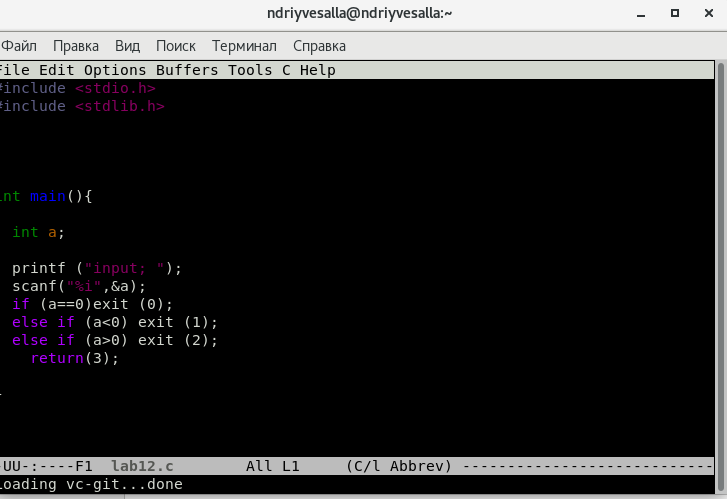 ndriyvesalla@ndriyvesalla:~
Файл Правка Вид Поиск Терминал Справка
File Edit Options Buffers Tools C Help
#include <stdio.h>
#include <stdlib.h>
int main(){
int a;
printf ("input; ");
scanf("%i",&a);
if (a==0)exit (0);
else if (a<0) exit (1);
else if (a>0) exit (2);
return(3);
}
-UU-:----F1 lab12.c All L1 (C/l Abbrev) ----------------------------
Loading vc-git...done